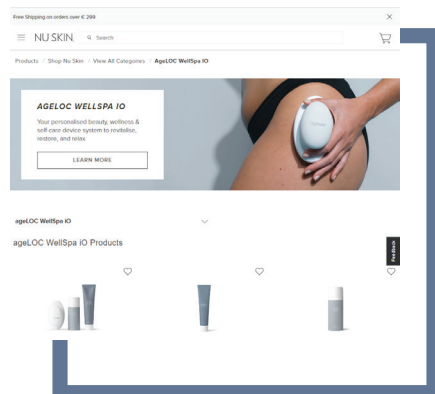 Free Shipping on orders over € 299
NU SKIN.
Search
Products / Shop Nu Skin / View All Categories / AgeLOC WellSpa IO
AGELOC WELLSPA IO
Your personalised beauty, wellness &
self-care device system to revitalise,
restore, and relax.
LEARN MORE
ageLOC WellSpa iO
ageLOC WellSpa iO Products
Feedback